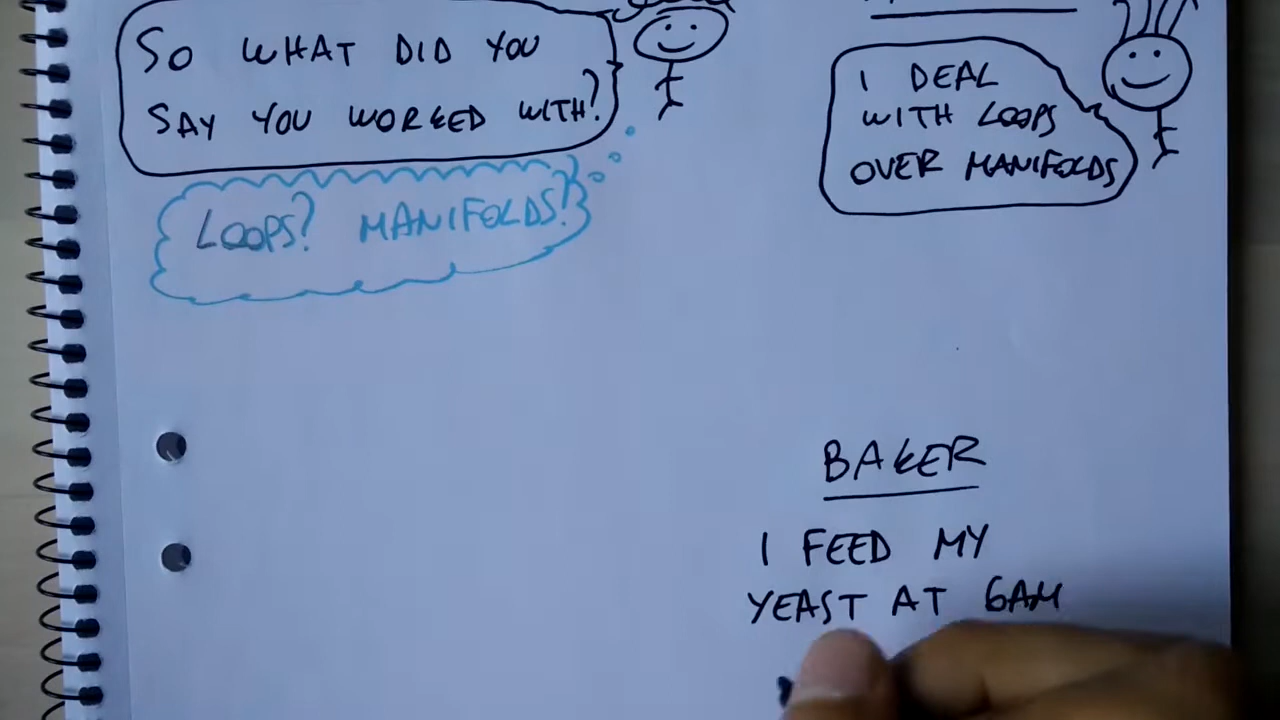 SO WHAT DID YOU
SAY YOU WORKED WITH?
LOOPS? MANIFOLDS?
I DEAL
WITH LOOPS
OVER MANIFOLDS
BAKER
I FEED MY
YEAST AT 6AM